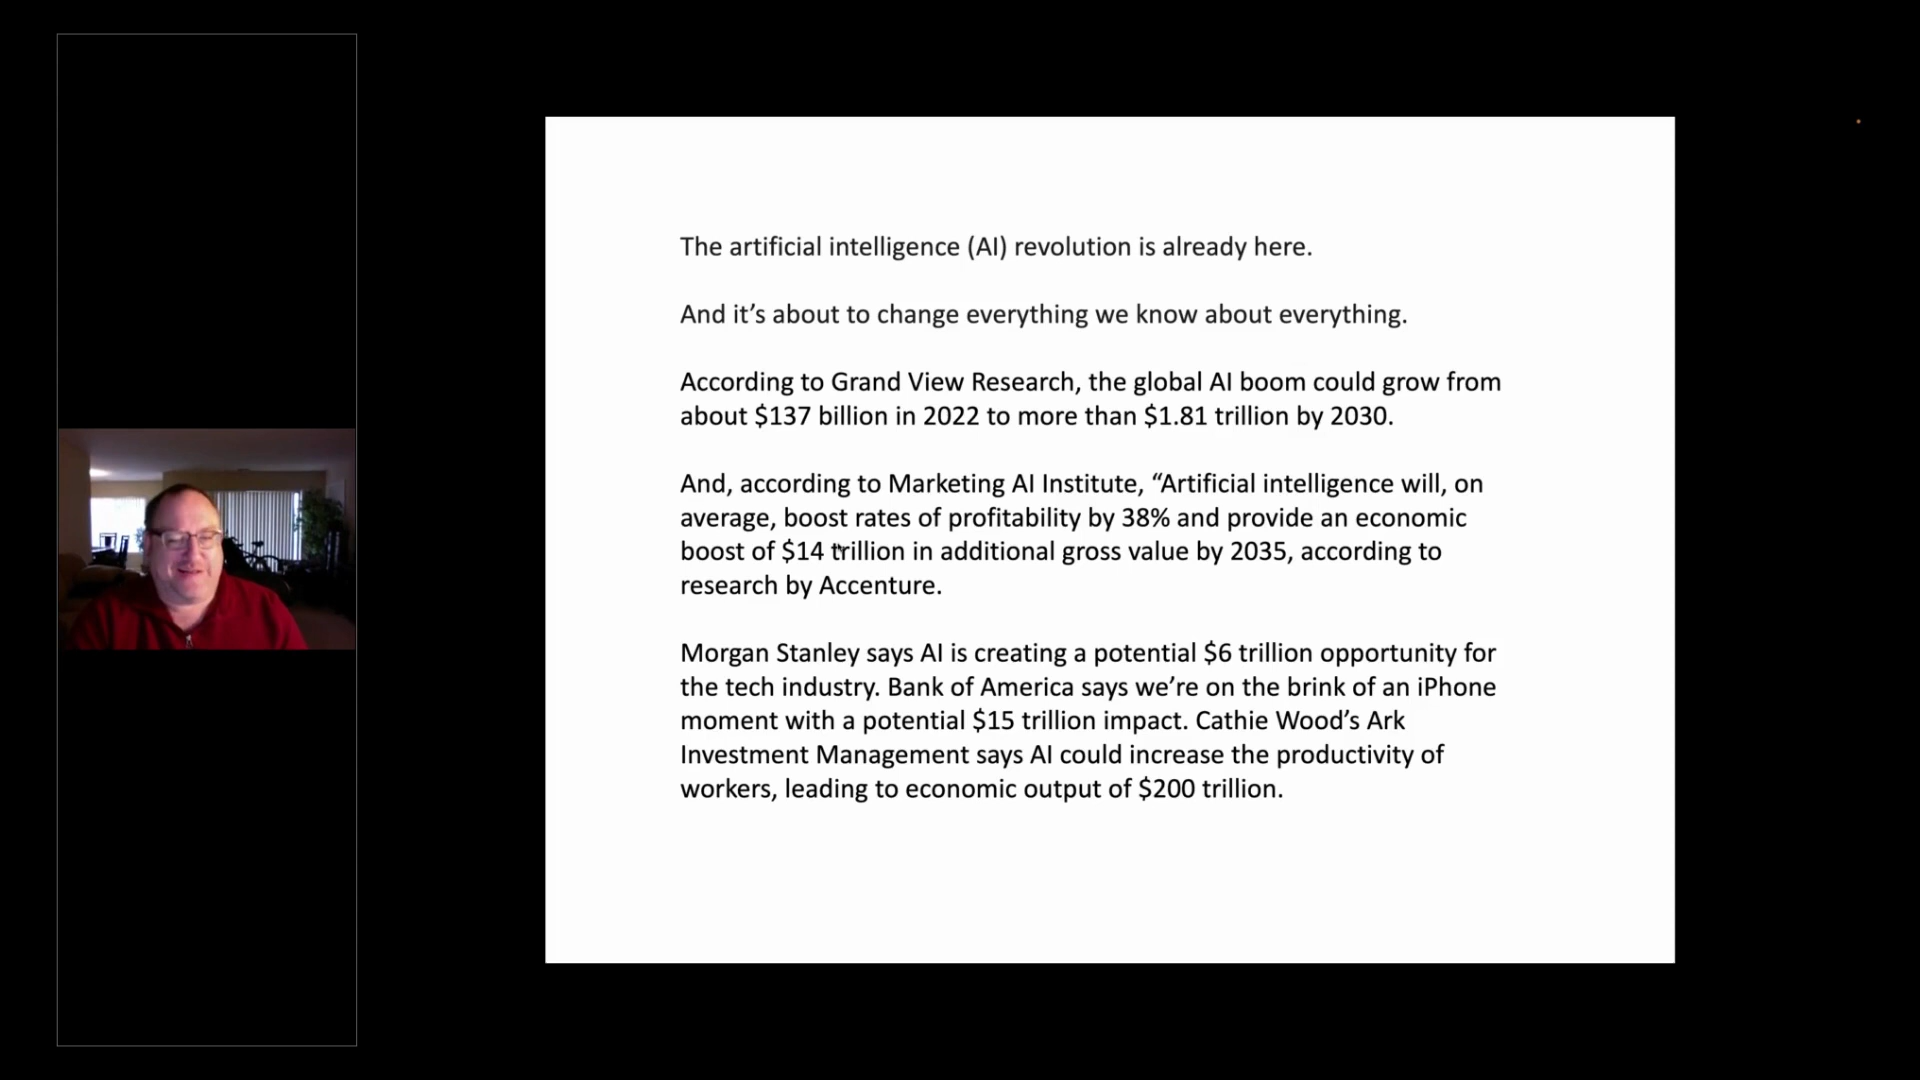 The artificial intelligence (AI) revolution is already here.
And it’s about to change everything we know about everything.
According to Grand View Research, the global AI boom could grow from
about $137 billion in 2022 to more than $1.81 trillion by 2030.
And, according to Marketing AI Institute, “Artificial intelligence will, on
average, boost rates of profitability by 38% and provide an economic
boost of $14 trillion in additional gross value by 2035, according to
research by Accenture.
Morgan Stanley says AI is creating a potential $6 trillion opportunity for
the tech industry. Bank of America says we’re on the brink of an iPhone
moment with a potential $15 trillion impact. Cathie Wood’s Ark
Investment Management says AI could increase the productivity of
workers, leading to economic output of $200 trillion.